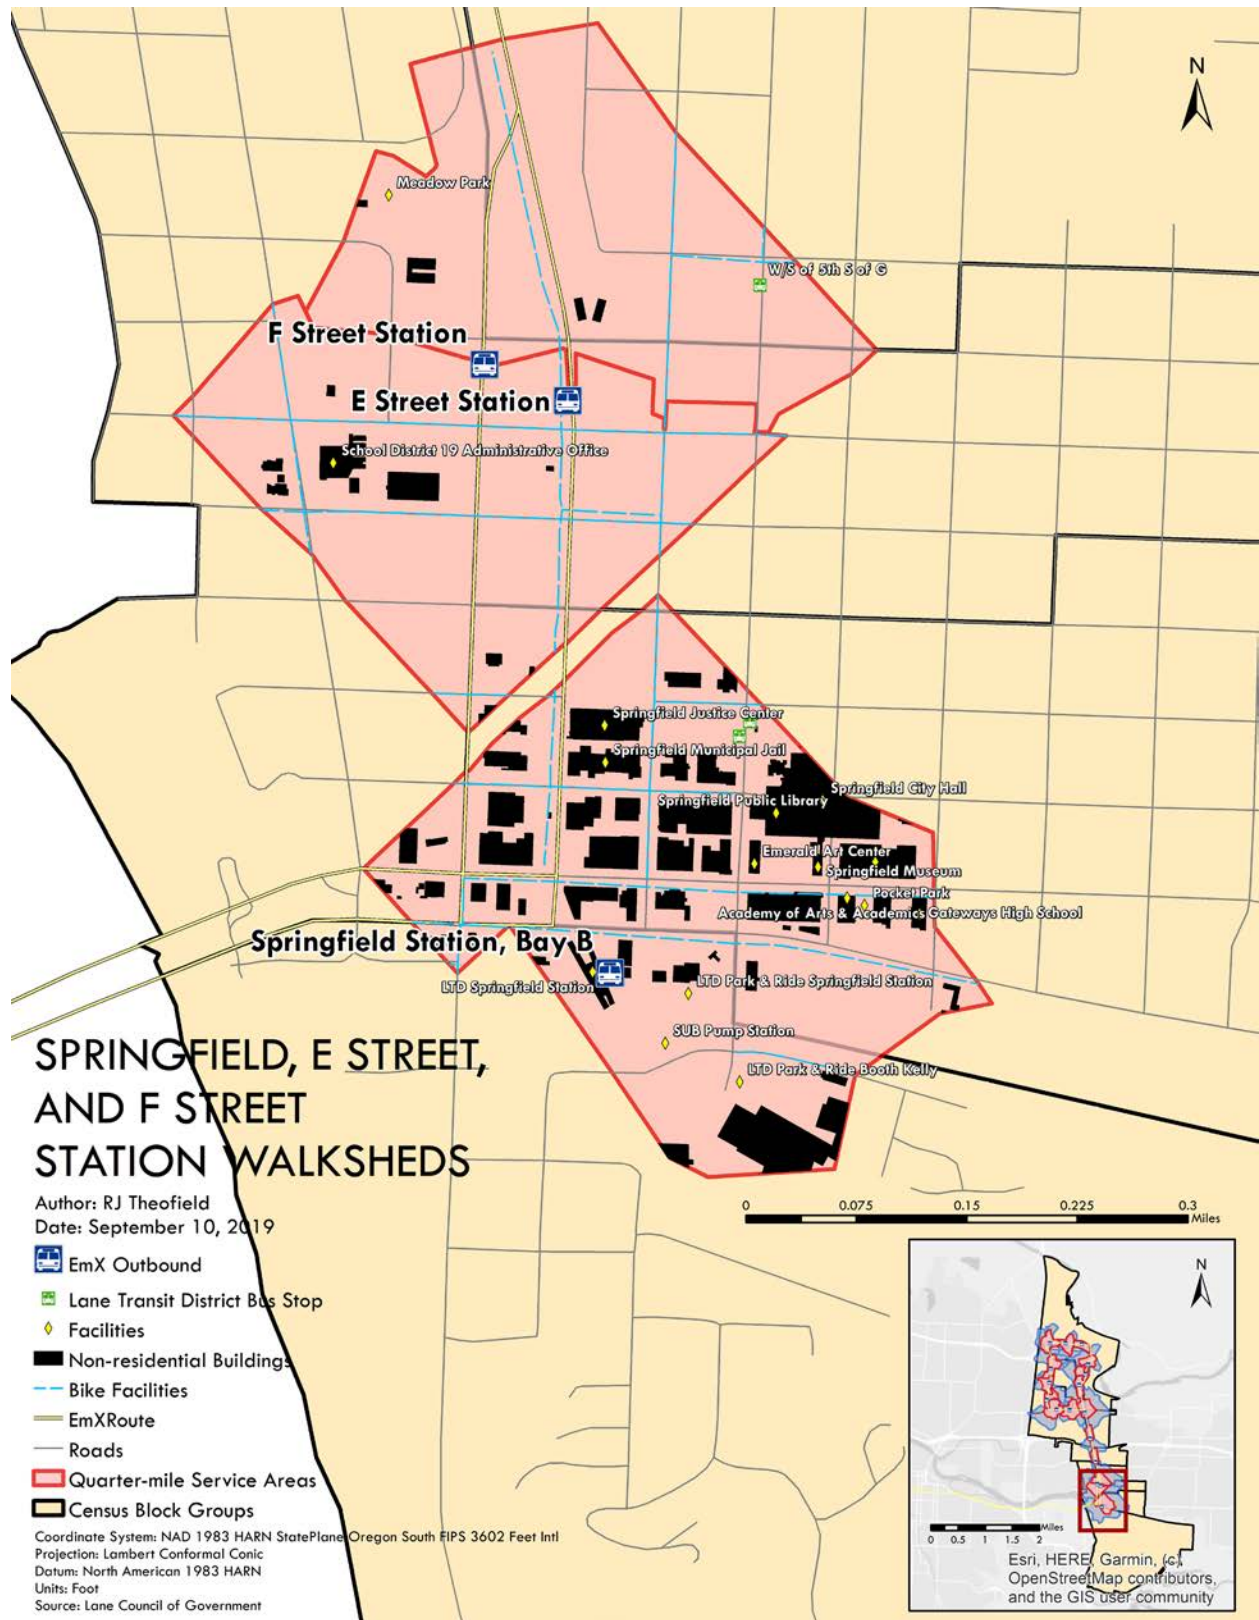 N
Meadow Park
W/S of 5th S of G
F Street Station
E Street Station
School District 19 Administrative Office
Springfield Justice Center
Springfield Municipal Jail
Springfield City Hall
Springfield Public Library
Emerald Art Center
Springfield Museum
Pocket Park
Academy of Arts & Academics Gateways High School
Springfield Station, Bay B
LTD Springfield Station
LTD Park & Ride Springfield Station
SUB Pump Station
LTD Park & Ride Booth Kelly
SPRINGFIELD, E STREET,
AND F STREET
STATION WALKSHEDS
Author: RJ Theofield
Date: September 10, 2019
EmX Outbound
Lane Transit District Bus Stop
Facilities
Non-residential Buildings
Bike Facilities
EmXRoute
Roads
Quarter-mile Service Areas
Census Block Groups
Coordinate System: NAD 1983 HARN StatePlane Oregon South FIPS 3602 Feet Intl
Projection: Lambert Conformal Conic
Datum: North American 1983 HARN
Units: Foot
Source: Lane Council of Government
0 0.075 0.15 0.225 0.3
Miles
N
Miles
0 0.5 1 1.5 2
Esri, HERE, Garmin, (c)
OpenStreetMap contributors,
and the GIS user community